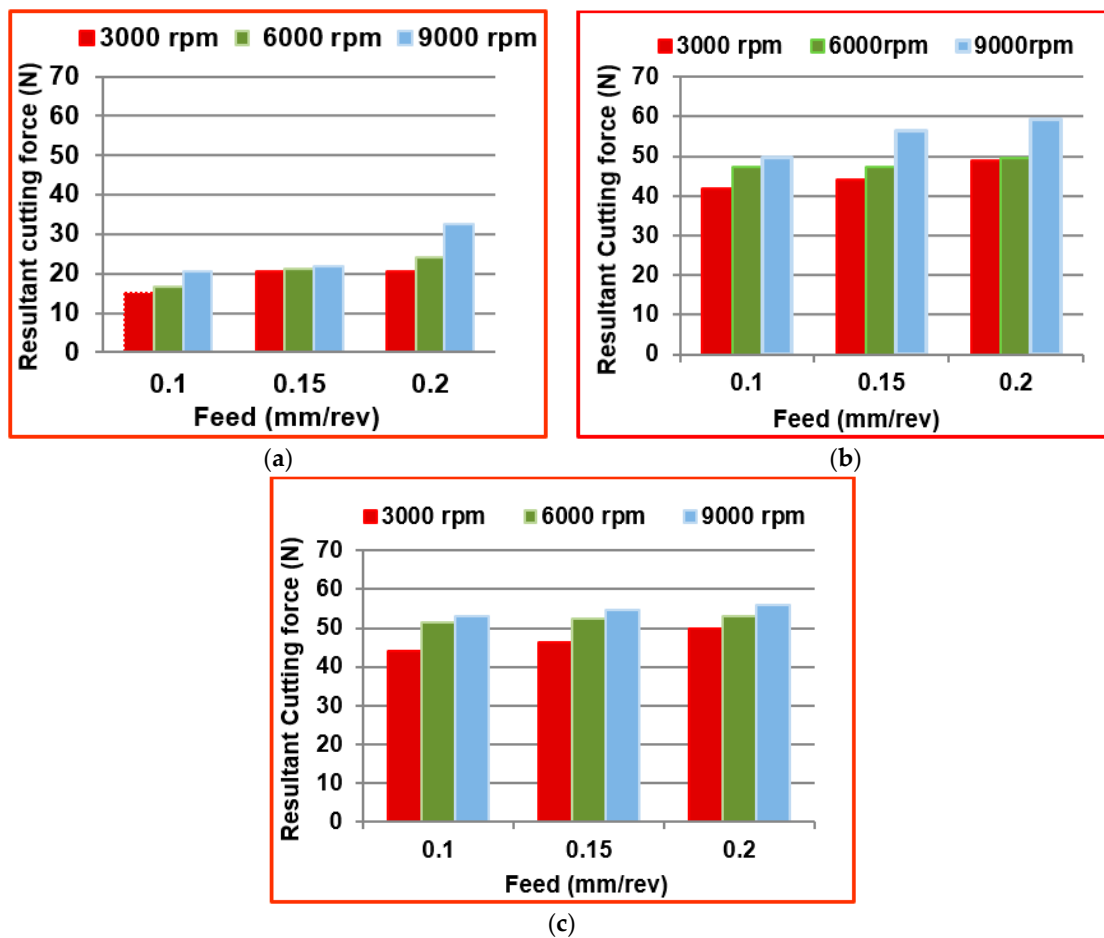 3000 rpm 6000 rpm 9000 rpm
Resultant cutting force (N)
70
60
50
40
30
20
10
0
0.1 0.15 0.2
Feed (mm/rev)
(a)
3000 rpm 6000rpm 9000rpm
Resultant Cutting force (N)
70
60
50
40
30
20
10
0
0.1 0.15 0.2
Feed (mm/rev)
(b)
3000 rpm 6000 rpm 9000 rpm
Resultant Cutting force (N)
70
60
50
40
30
20
10
0
0.1 0.15 0.2
Feed (mm/rev)
(c)